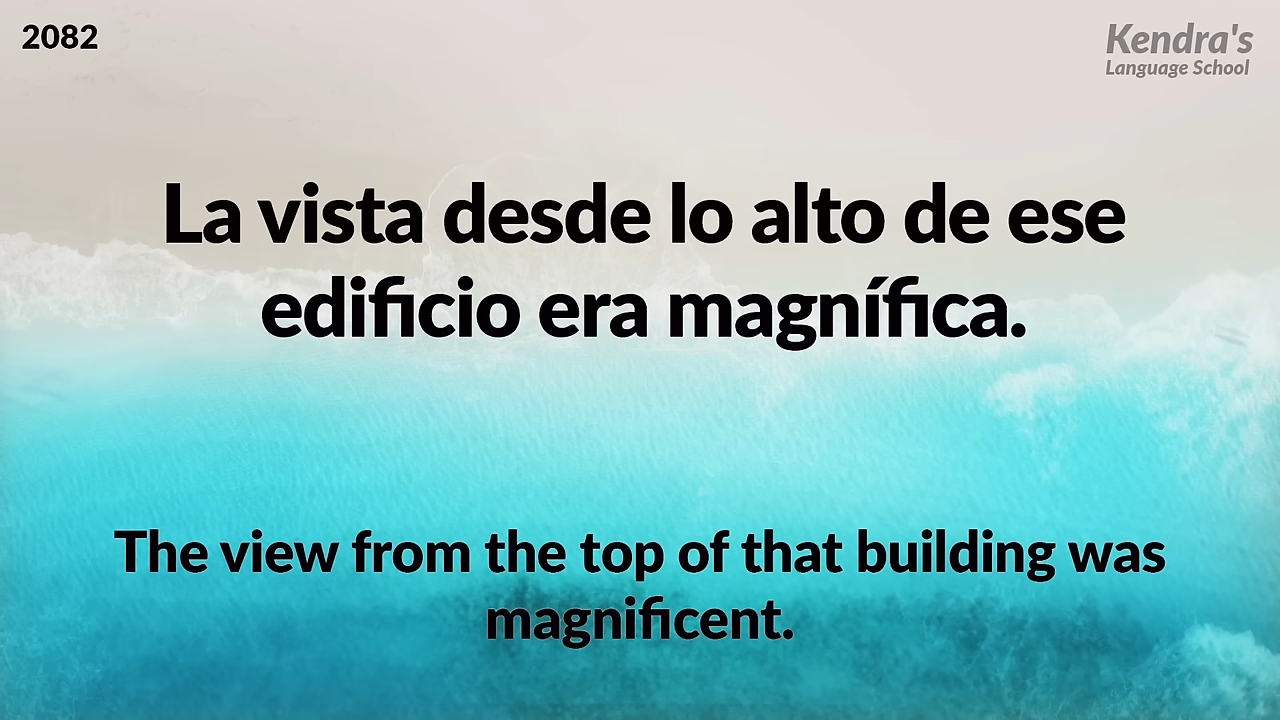 2082
Kendra's
Language School
La vista desde lo alto de ese
edificio era magnífica.
The view from the top of that building was
magnificent.